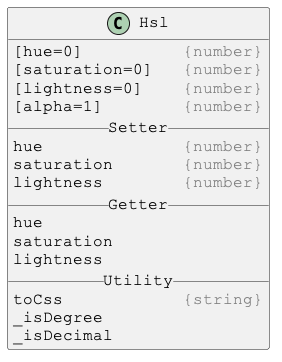 C Hsl
[hue=0] {number}
[saturation=0] {number}
[lightness=0] {number}
[alpha=1] {number}
Setter
hue {number}
saturation {number}
lightness {number}
Getter
hue
saturation
lightness
Utility
toCss {string}
_isDegree
_isDecimal